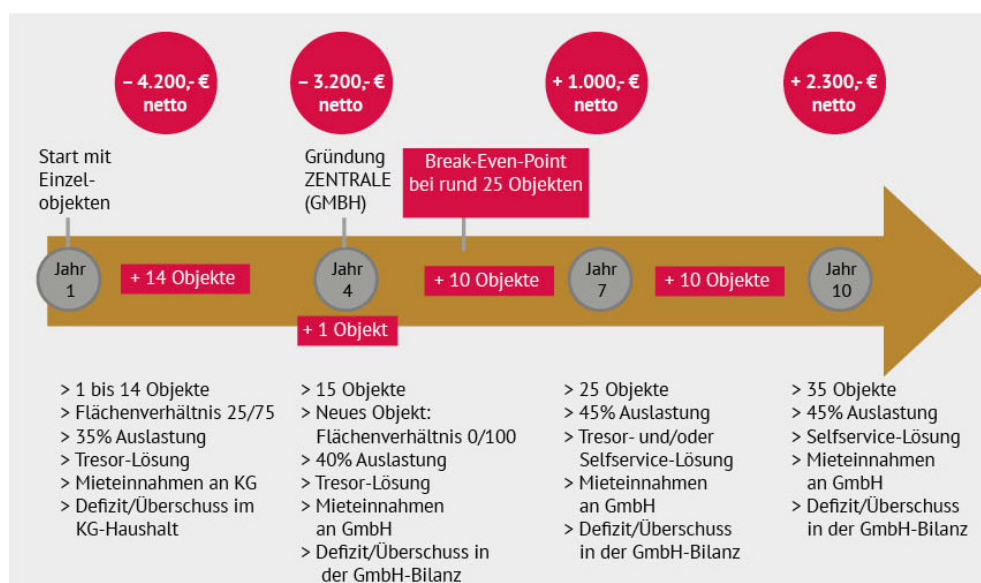 – 4.200,- €
netto
– 3.200,- €
netto
+ 1.000,- €
netto
+ 2.300,- €
netto
Start mit
Einzel-
objekten
Gründung
ZENTRALE
(GMBH)
Break-Even-Point
bei rund 25 Objekten
Jahr
1
+ 14 Objekte
Jahr
4
+ 10 Objekte
Jahr
7
+ 10 Objekte
Jahr
10
+ 1 Objekt
> 1 bis 14 Objekte
> Flächenverhältnis 25/75
> 35% Auslastung
> Tresor-Lösung
> Mieteinnahmen an KG
> Defizit/Überschuss im
KG-Haushalt
> 15 Objekte
> Neues Objekt:
Flächenverhältnis 0/100
> 40% Auslastung
> Tresor-Lösung
> Mieteinnahmen
an GmbH
> Defizit/Überschuss in
der GmbH-Bilanz
> 25 Objekte
> 45% Auslastung
> Tresor- und/oder
Selfservice-Lösung
> Mieteinnahmen
an GmbH
> Defizit/Überschuss
in der GmbH-Bilanz
> 35 Objekte
> 45% Auslastung
> Selfservice-Lösung
> Mieteinnahmen
an GmbH
> Defizit/Überschuss
in der GmbH-Bilanz